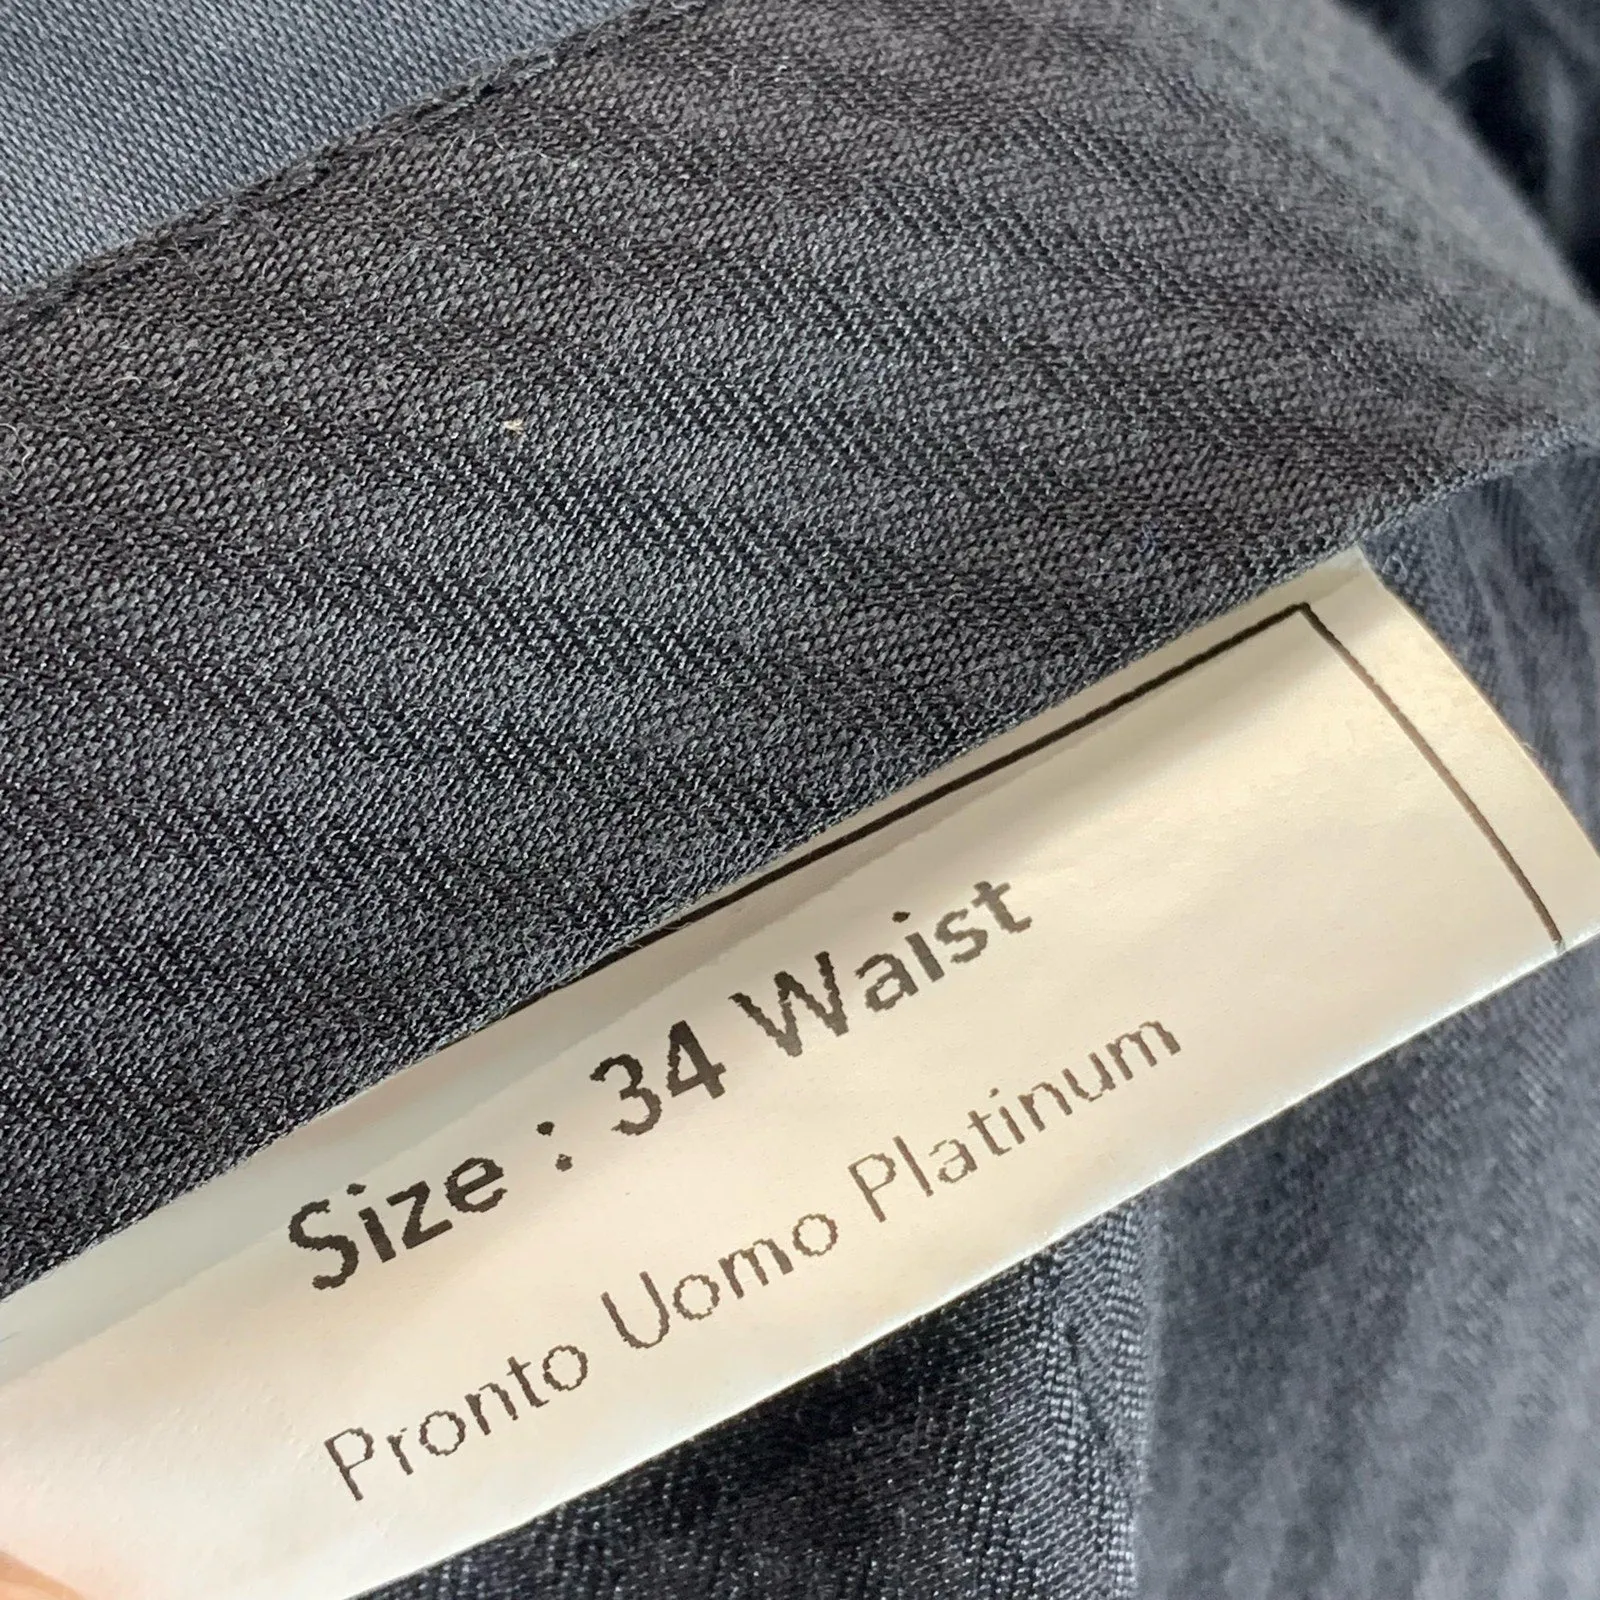 Size : 34 Waist
Pronto Uomo Platinum